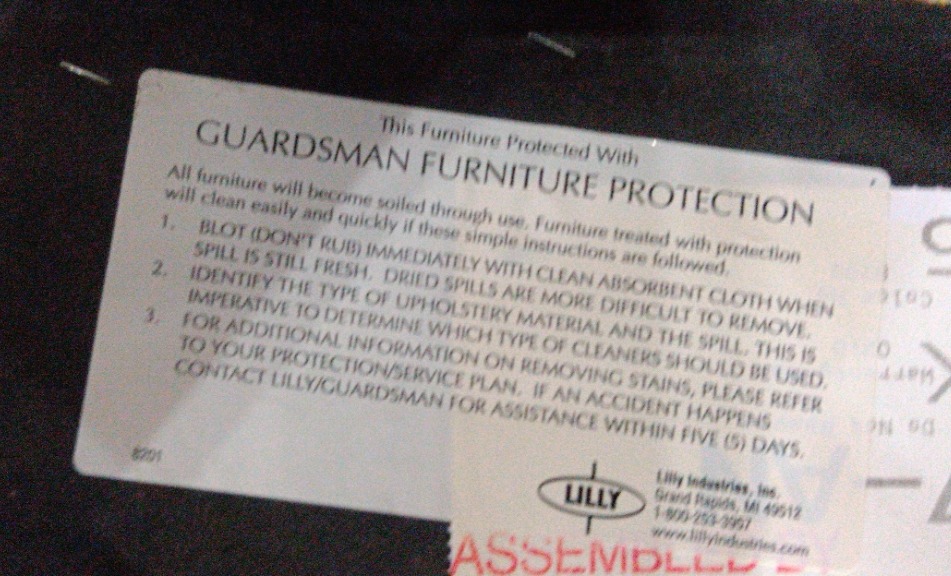 This Furniture Protected With
GUARDSMAN FURNITURE PROTECTION
All furniture will become soiled through use. Furniture treated with protection
will clean easily and quickly if these simple instructions are followed.
1. BLOT (DON'T RUB) IMMEDIATELY WITH CLEAN ABSORBENT CLOTH WHEN
SPILL IS STILL FRESH. DRIED SPILLS ARE MORE DIFFICULT TO REMOVE.
2. IDENTIFY THE TYPE OF UPHOLSTERY MATERIAL AND THE SPILL. THIS IS
IMPERATIVE TO DETERMINE WHICH TYPE OF CLEANERS SHOULD BE USED.
3. FOR ADDITIONAL INFORMATION ON REMOVING STAINS, PLEASE REFER
TO YOUR PROTECTION/SERVICE PLAN. IF AN ACCIDENT HAPPENS
CONTACT LILLY/GUARDSMAN FOR ASSISTANCE WITHIN FIVE (5) DAYS.
8201
LILLY
Lilly Industries, Inc.
Grand Rapids, MI 49512
1-800-253-3957
www.lillyindustries.com
ASSEMBLED BY